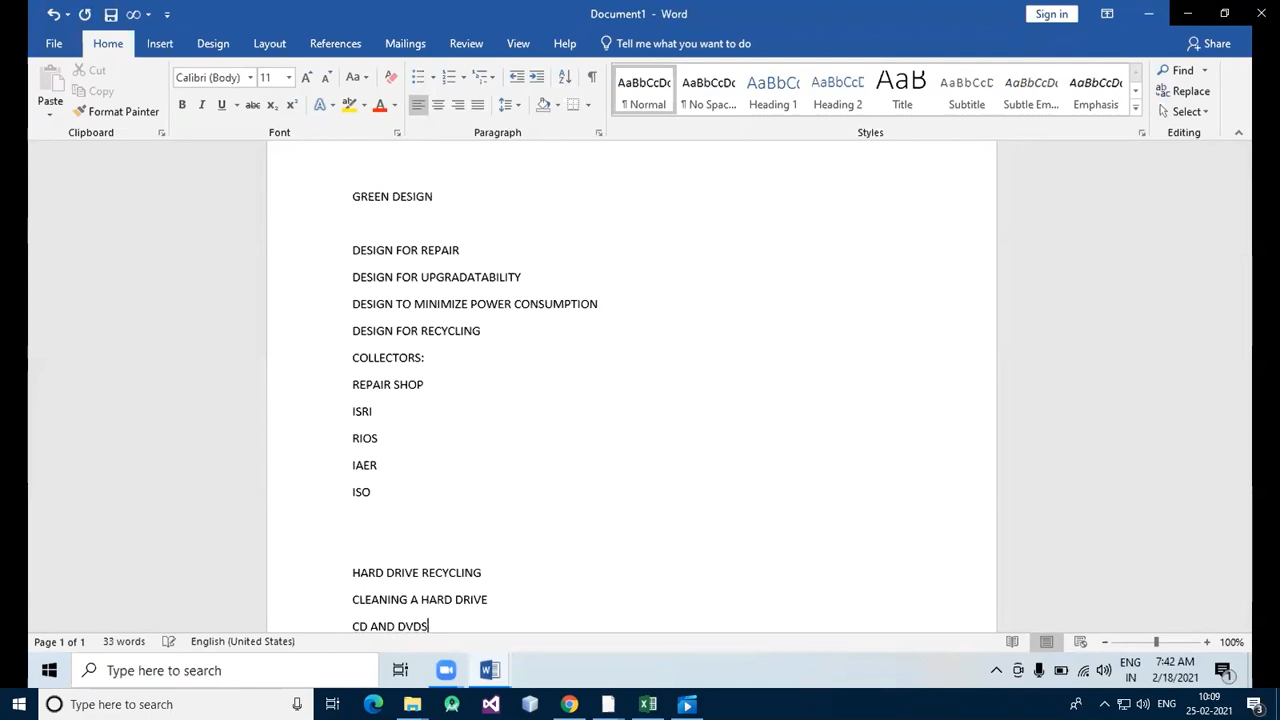 Document1 - Word
Sign in
File Home Insert Design Layout References Mailings Review View Help Tell me what you want to do Share
Cut
Copy
Paste
Format Painter
Clipboard
Calibri (Body) 11
Font
Paragraph
AaBbCcDc AaBbCcDc AaBbCc AaBbCcC AaB AaBbCcC AaBbCcDc AaBbCcDc
¶ Normal ¶ No Spac... Heading 1 Heading 2 Title Subtitle Subtle Em... Emphasis
Styles
Find
Replace
Select
Editing
GREEN DESIGN
DESIGN FOR REPAIR
DESIGN FOR UPGRADATABILITY
DESIGN TO MINIMIZE POWER CONSUMPTION
DESIGN FOR RECYCLING
COLLECTORS:
REPAIR SHOP
ISRI
RIOS
IAER
ISO
HARD DRIVE RECYCLING
CLEANING A HARD DRIVE
CD AND DVDS
Page 1 of 1 33 words English (United States) 100%
Type here to search
ENG
IN
7:42 AM
2/18/2021
1
Type here to search
ENG
10:09
25-02-2021
3